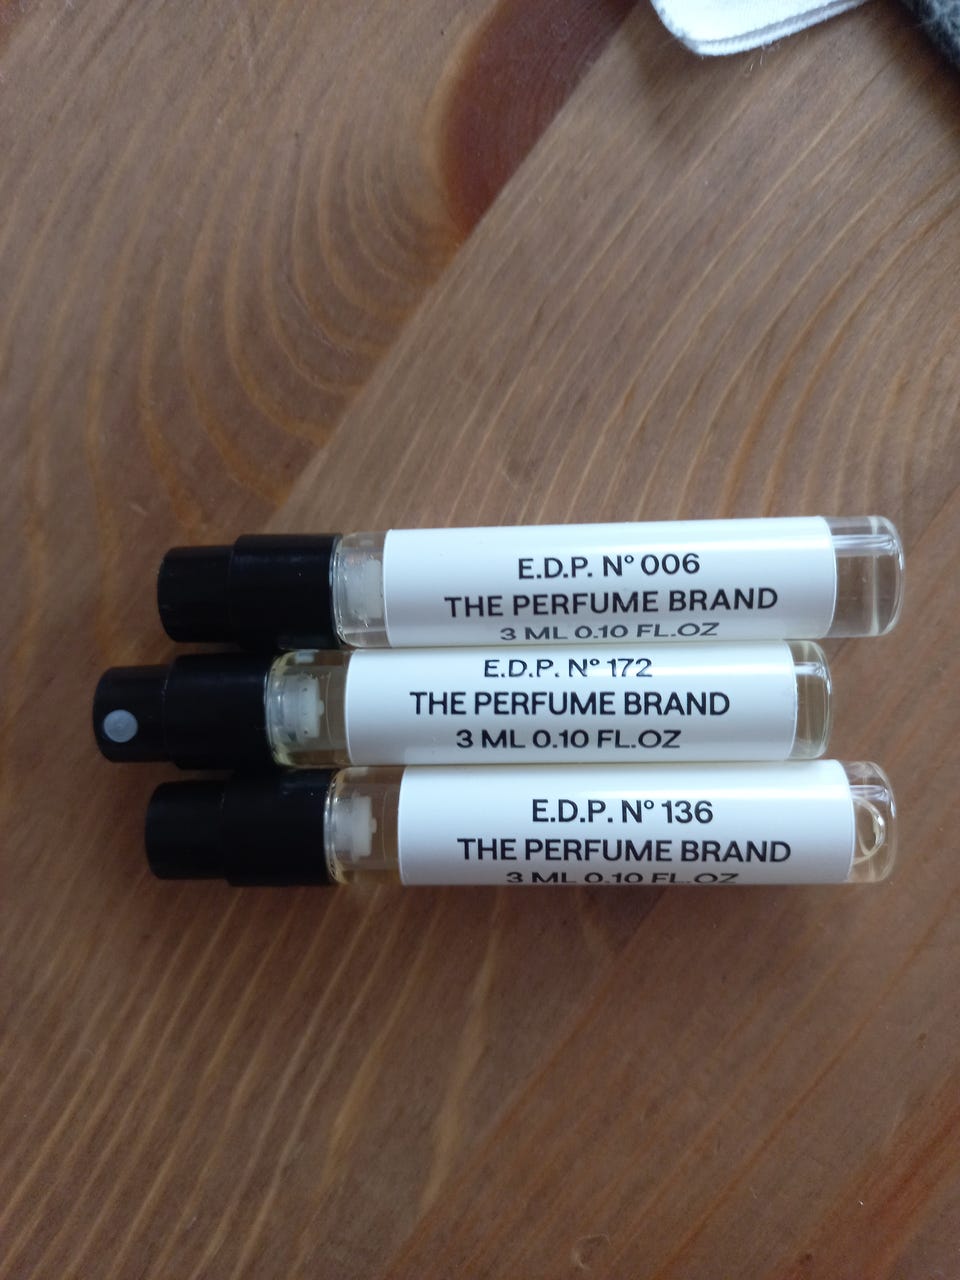 E.D.P. N° 006
THE PERFUME BRAND
3 ML 0.10 FL.OZ
E.D.P. N° 172
THE PERFUME BRAND
3 ML 0.10 FL.OZ
E.D.P. N° 136
THE PERFUME BRAND
3 ML 0.10 FL.OZ